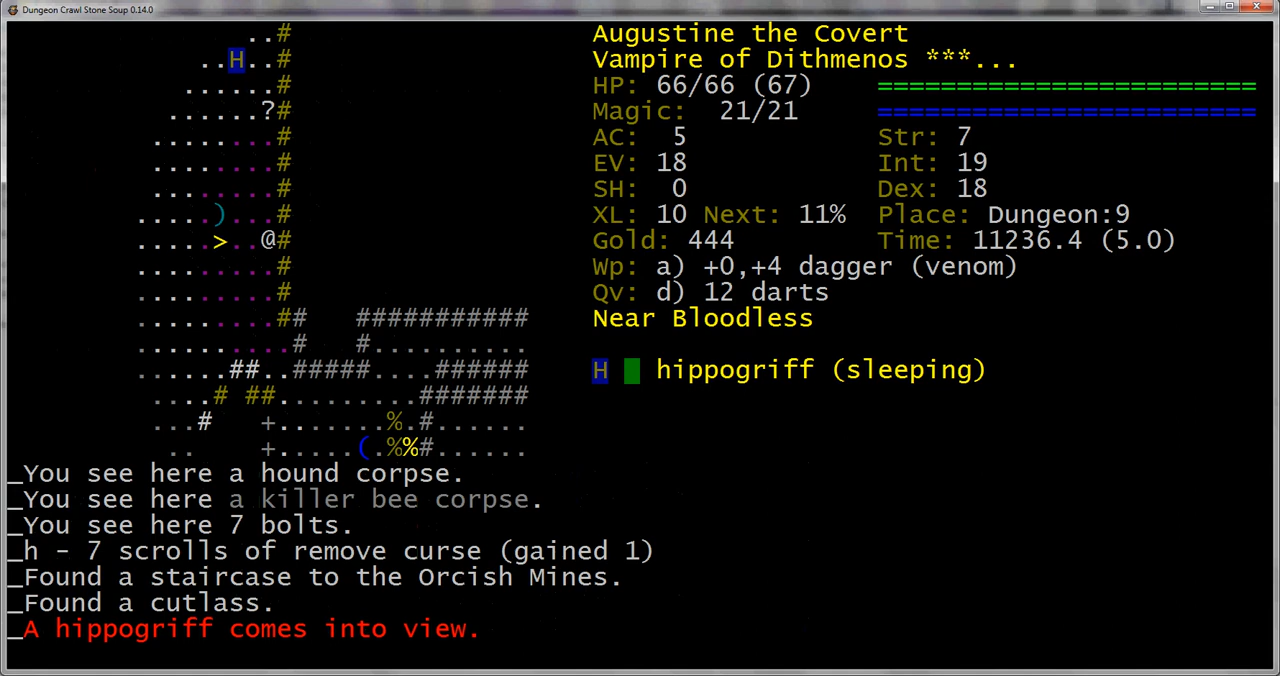 Dungeon Crawl Stone Soup 0.14.0
..#
Augustine the Covert
..H..#
Vampire of Dithmenos ***...
......#
HP: 66/66 (67) ========================
......?#
Magic: 21/21 ========================
........#
AC: 5 Str: 7
........#
EV: 18 Int: 19
........#
SH: 0 Dex: 18
.....)...#
XL: 10 Next: 11% Place: Dungeon:9
.....>..@#
Gold: 444 Time: 11236.4 (5.0)
.........#
Wp: a) +0,+4 dagger (venom)
.........#
Qv: d) 12 darts
.........## ###########
Near Bloodless
..........# #..........
......##..#####....######
H hippogriff (sleeping)
....# ##..........#######
...# +.......%.#......
.. +.....(.%%#......
_You see here a hound corpse.
_You see here a killer bee corpse.
_You see here 7 bolts.
_h - 7 scrolls of remove curse (gained 1)
_Found a staircase to the Orcish Mines.
_Found a cutlass.
_A hippogriff comes into view.